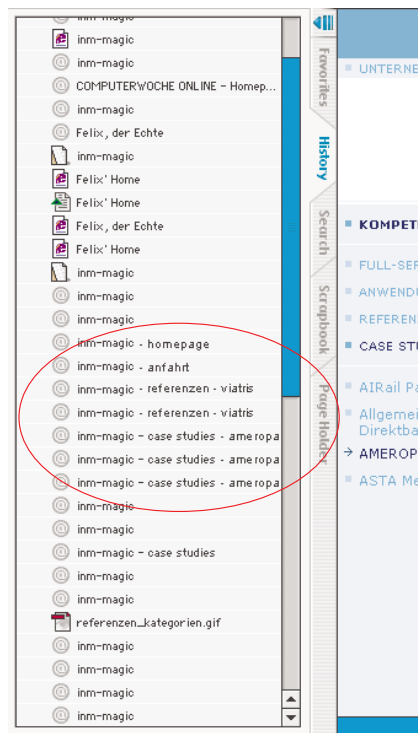 inm-magic
inm-magic
inm-magic
COMPUTERWOCHE ONLINE - Homep...
inm-magic
Felix, der Echte
inm-magic
Felix' Home
Felix' Home
Felix, der Echte
Felix' Home
inm-magic
inm-magic
inm-magic
inm-magic - homepage
inm-magic - anfahrt
inm-magic - referenzen - viatris
inm-magic - referenzen - viatris
inm-magic - case studies - ameropa
inm-magic - case studies - ameropa
inm-magic - case studies - ameropa
inm-magic
inm-magic
inm-magic - case studies
inm-magic
inm-magic
referenzen_kategorien.gif
inm-magic
inm-magic
inm-magic
inm-magic
Favorites
History
Search
Scrapbook
Page Holder
UNTERNE
KOMPET
FULL-SER
ANWENDU
REFEREN
CASE STU
AIRail Pa
Allgemei
Direktba
AMEROP
ASTA Me